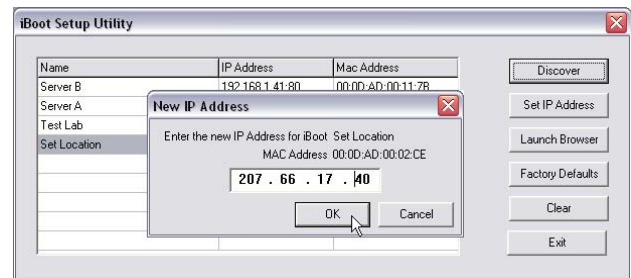 iBoot Setup Utility
Name IP Address Mac Address
Server B 192.168.1.41:80 00:0D:AD:00:11:7B
Server A
Test Lab
Set Location
New IP Address
Enter the new IP Address for iBoot Set Location
MAC Address 00:0D:AD:00:02:CE
207 . 66 . 17 . 40
OK Cancel
Discover
Set IP Address
Launch Browser
Factory Defaults
Clear
Exit